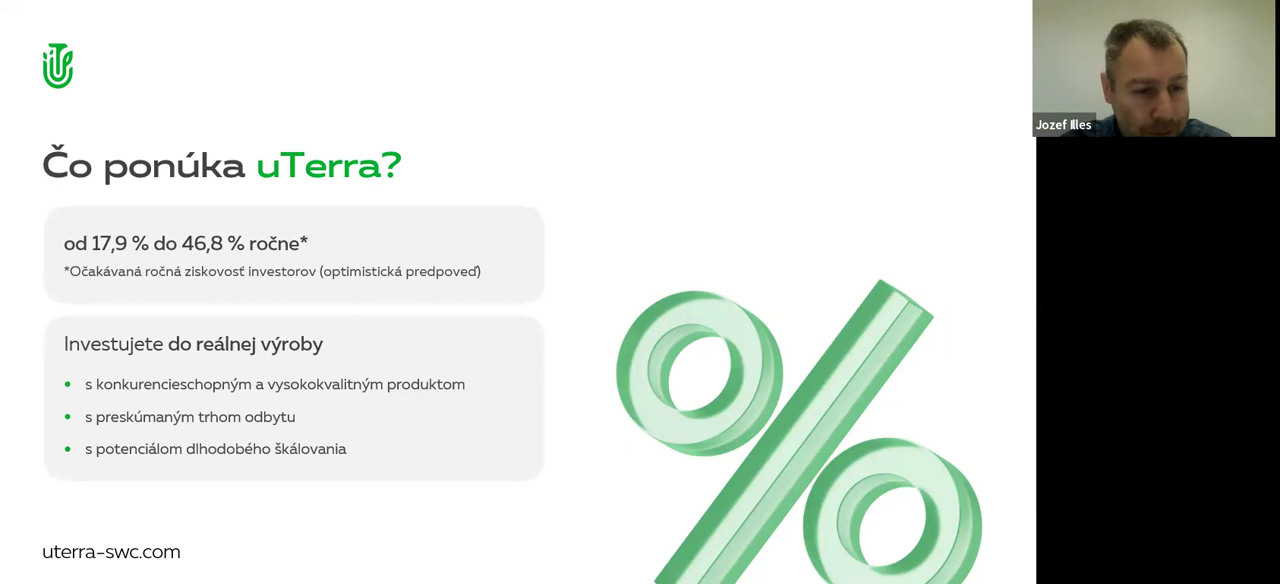 Čo ponúka uTerra?
od 17,9 % do 46,8 % ročne*
*Očakávaná ročná ziskovosť investorov (optimistická predpoveď)
Investujete do reálnej výroby
s konkurencieschopným a vysokokvalitným produktom
s preskúmaným trhom odbytu
s potenciálom dlhodobého škálovania
uterra-swc.com
Jozef Illes